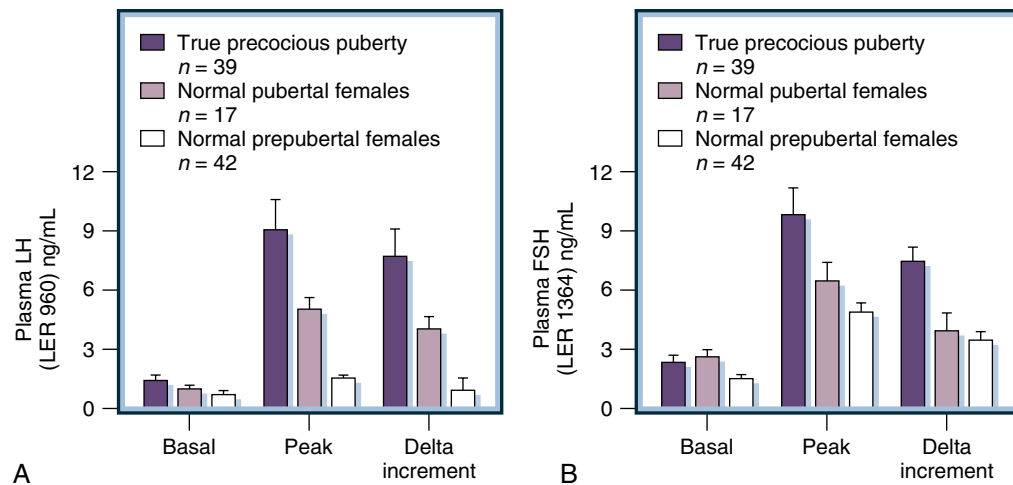 True precocious puberty
n = 39
Normal pubertal females
n = 17
Normal prepubertal females
n = 42
Plasma LH
(LER 960) ng/mL
12
9
6
3
0
Basal
Peak
Delta
increment
A
True precocious puberty
n = 39
Normal pubertal females
n = 17
Normal prepubertal females
n = 42
Plasma FSH
(LER 1364) ng/mL
12
9
6
3
0
Basal
Peak
Delta
increment
B